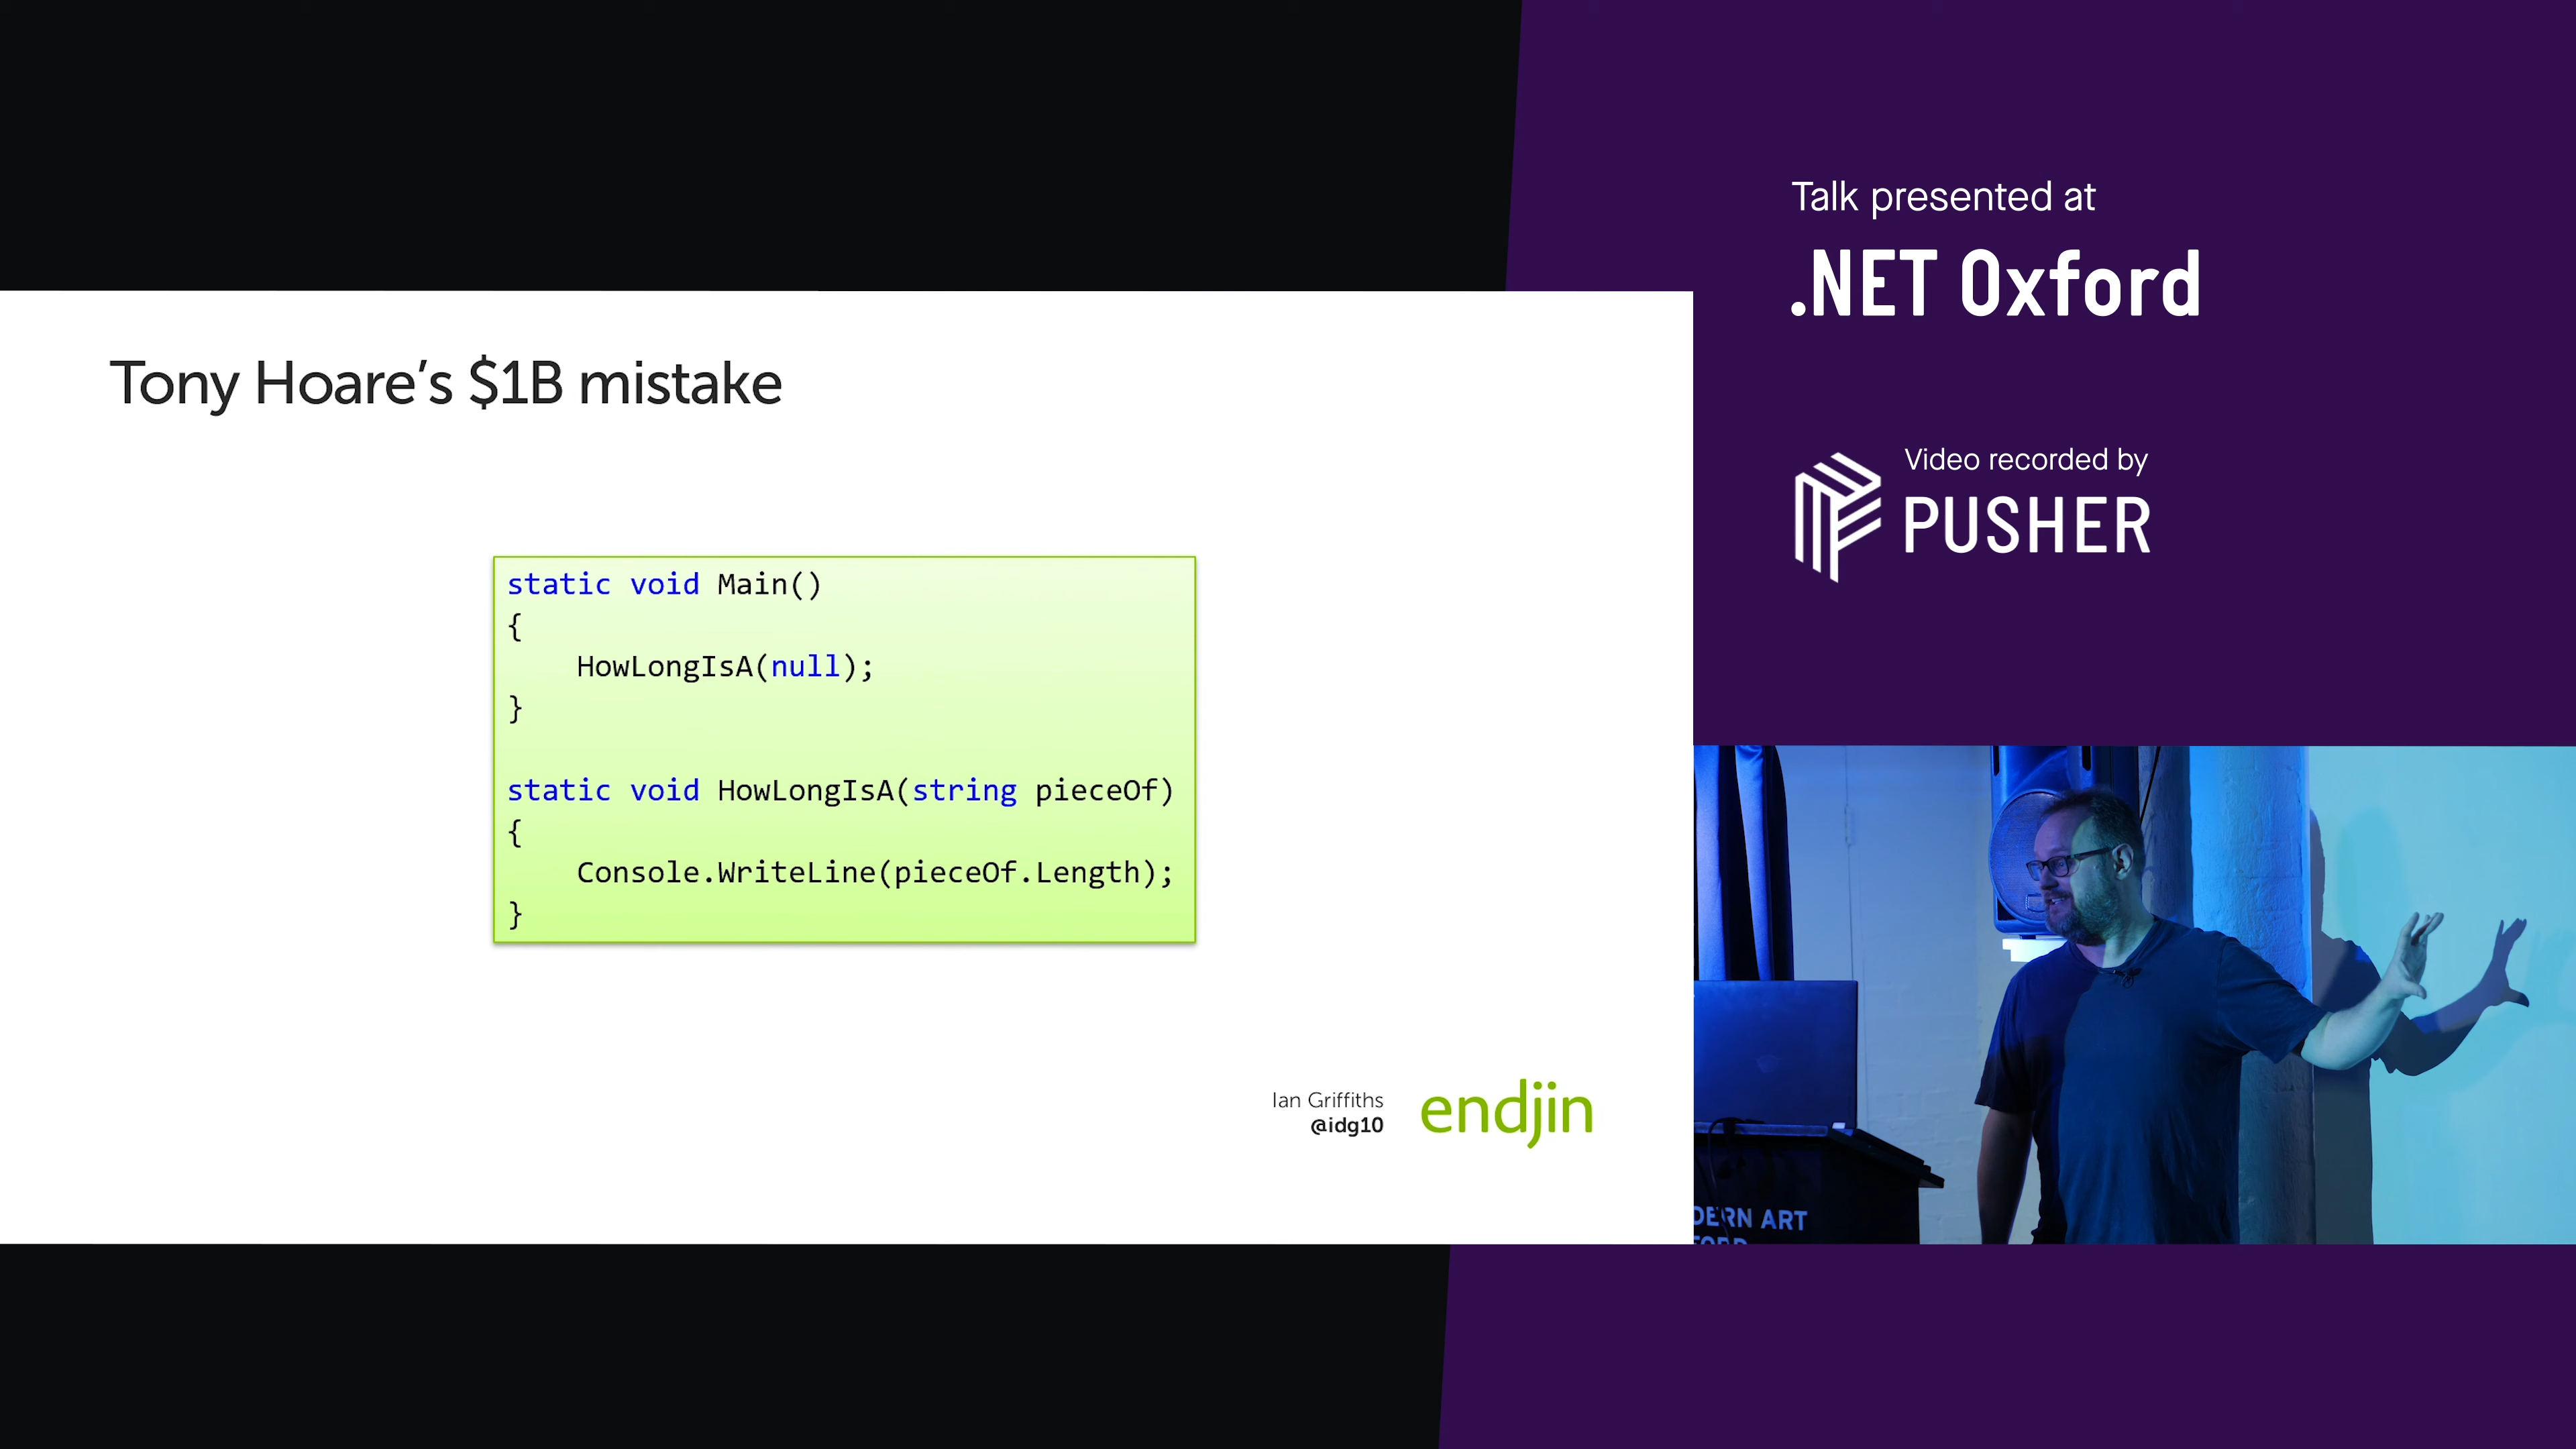 Tony Hoare's $1B mistake
static void Main()
{
    HowLongIsA(null);
}
static void HowLongIsA(string pieceOf)
{
    Console.WriteLine(pieceOf.Length);
}
Ian Griffiths
@idg10
endjin
Talk presented at
.NET Oxford
Video recorded by
PUSHER
DERN ART
FORD